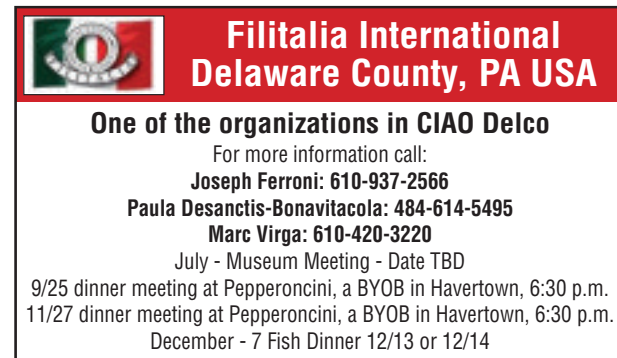 FILITALIA
Filitalia International
Delaware County, PA USA
One of the organizations in CIAO Delco
For more information call:
Joseph Ferroni: 610-937-2566
Paula Desanctis-Bonavitacola: 484-614-5495
Marc Virga: 610-420-3220
July - Museum Meeting - Date TBD
9/25 dinner meeting at Pepperoncini, a BYOB in Havertown, 6:30 p.m.
11/27 dinner meeting at Pepperoncini, a BYOB in Havertown, 6:30 p.m.
December - 7 Fish Dinner 12/13 or 12/14